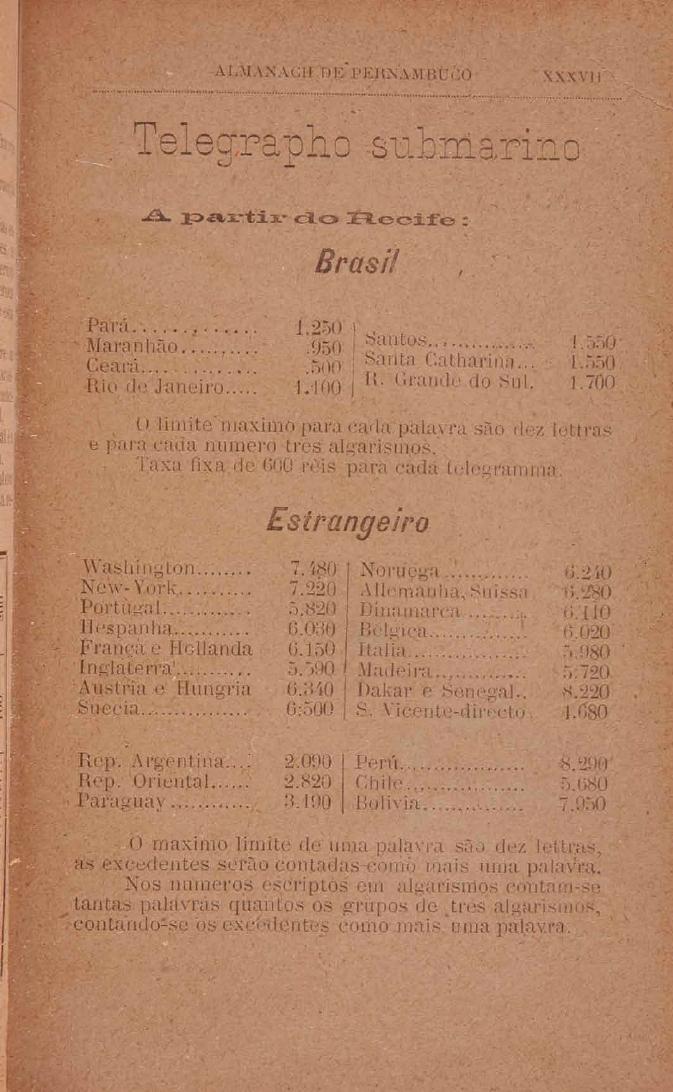 ALMANACH DE PERNAMBUCO XXXVII
Telegrapho submarino
A partir do Recife:
Brasil
Pará............. 1.250
Maranhão.......... .950
Ceará............. .500
Rio de Janeiro..... 1.100
Santos............... 1.550
Santa Catharina... 1.550
R. Grande do Sul. 1.700
O limite maximo para cada palavra são dez lettras
e para cada numero tres algarismos.
Taxa fixa de 600 réis para cada telegramma.
Estrangeiro
Washington........ 7.480
New-York.......... 7.220
Portugal............. 5.820
Hespanha........... 6.030
França e Hollanda 6.150
Inglaterra........... 5.590
Austria e Hungria 6.340
Suecia................ 6.500
Noruega ............. 6.240
Allemanha, Suissa 6.280
Dinamarca ......... 6.440
Belgica............... 6.020
Italia.................. 5.980
Madeira.............. 5.720
Dakar e Senegal.. 8.220
S. Vicente-directo. 4.680
Rep. Argentina.... 2.090
Rep. Oriental...... 2.820
Paraguay ............ 3.490
Perú................... 8.290
Chile.................. 5.680
Bolivia................ 7.950
O maximo limite de uma palavra são dez lettras,
as excedentes serão contadas como mais uma palavra.
Nos numeros escriptos em algarismos contam-se
tantas palavras quantos os grupos de tres algarismos,
contando-se os excedentes como mais uma palavra.